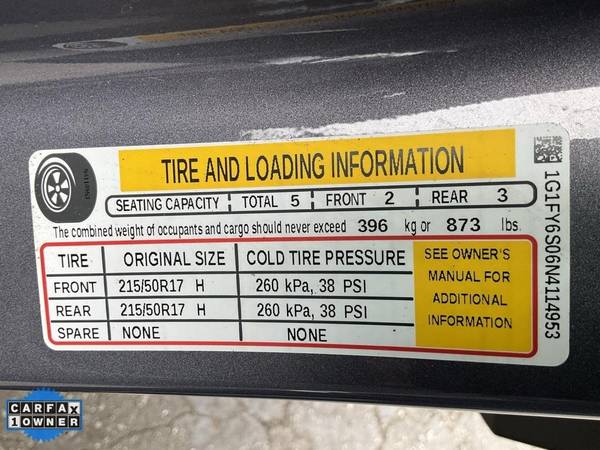 TIRE AND LOADING INFORMATION
SEATING CAPACITY TOTAL 5 FRONT 2 REAR 3
The combined weight of occupants and cargo should never exceed 396 kg or 873 lbs.
TIRE ORIGINAL SIZE COLD TIRE PRESSURE
FRONT 215/50R17 H 260 kPa, 38 PSI
REAR 215/50R17 H 260 kPa, 38 PSI
SPARE NONE NONE
SEE OWNER'S
MANUAL FOR
ADDITIONAL
INFORMATION
1G1FY6S06N4114953
CARFAX
1 OWNER